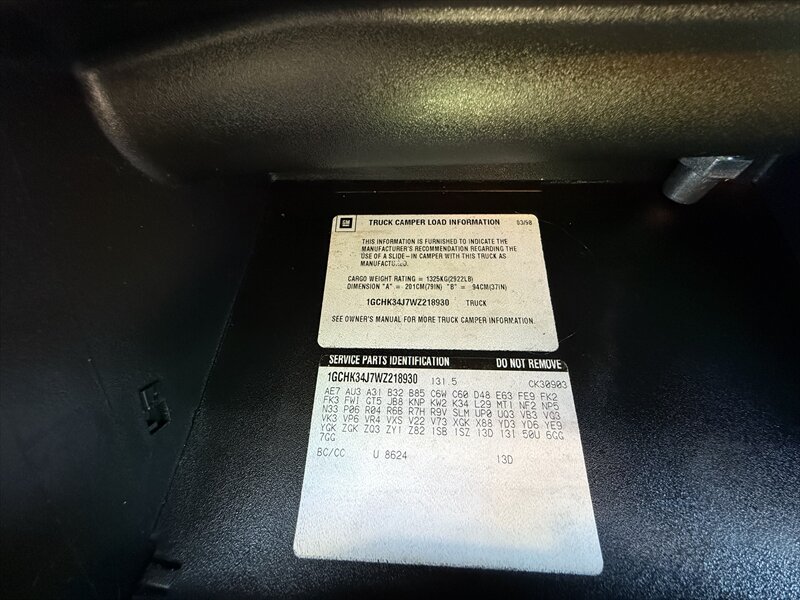 GM TRUCK CAMPER LOAD INFORMATION 03/98
THIS INFORMATION IS FURNISHED TO INDICATE THE
MANUFACTURER'S RECOMMENDATION REGARDING THE
USE OF A SLIDE-IN CAMPER WITH THIS TRUCK AS
MANUFACTURED.
CARGO WEIGHT RATING = 1325KG(2922LB)
DIMENSION "A" = 201CM(79IN) "B" = 94CM(37IN)
1GCHK34J7WZ218930 TRUCK
SEE OWNER'S MANUAL FOR MORE TRUCK CAMPER INFORMATION.
SERVICE PARTS IDENTIFICATION DO NOT REMOVE
1GCHK34J7WZ218930 131.5 CK30903
AE7 AU3 A31 B32 B85 C6W C60 D48 E63 FE9 FK2
FK3 FW1 GT5 JB8 KNP KW2 K34 L29 MT1 NF2 NP5
N33 P06 R04 R6B R7H R9V SLM UP0 UQ3 VB3 VG3
VK3 VP6 VR4 VXS V22 V73 XGK X88 YD3 YD6 YE9
YGK ZGK ZQ3 ZY1 Z82 1SB 1SZ 13D 13I 50U 6GG
7GG
BC/CC U 8624 13D